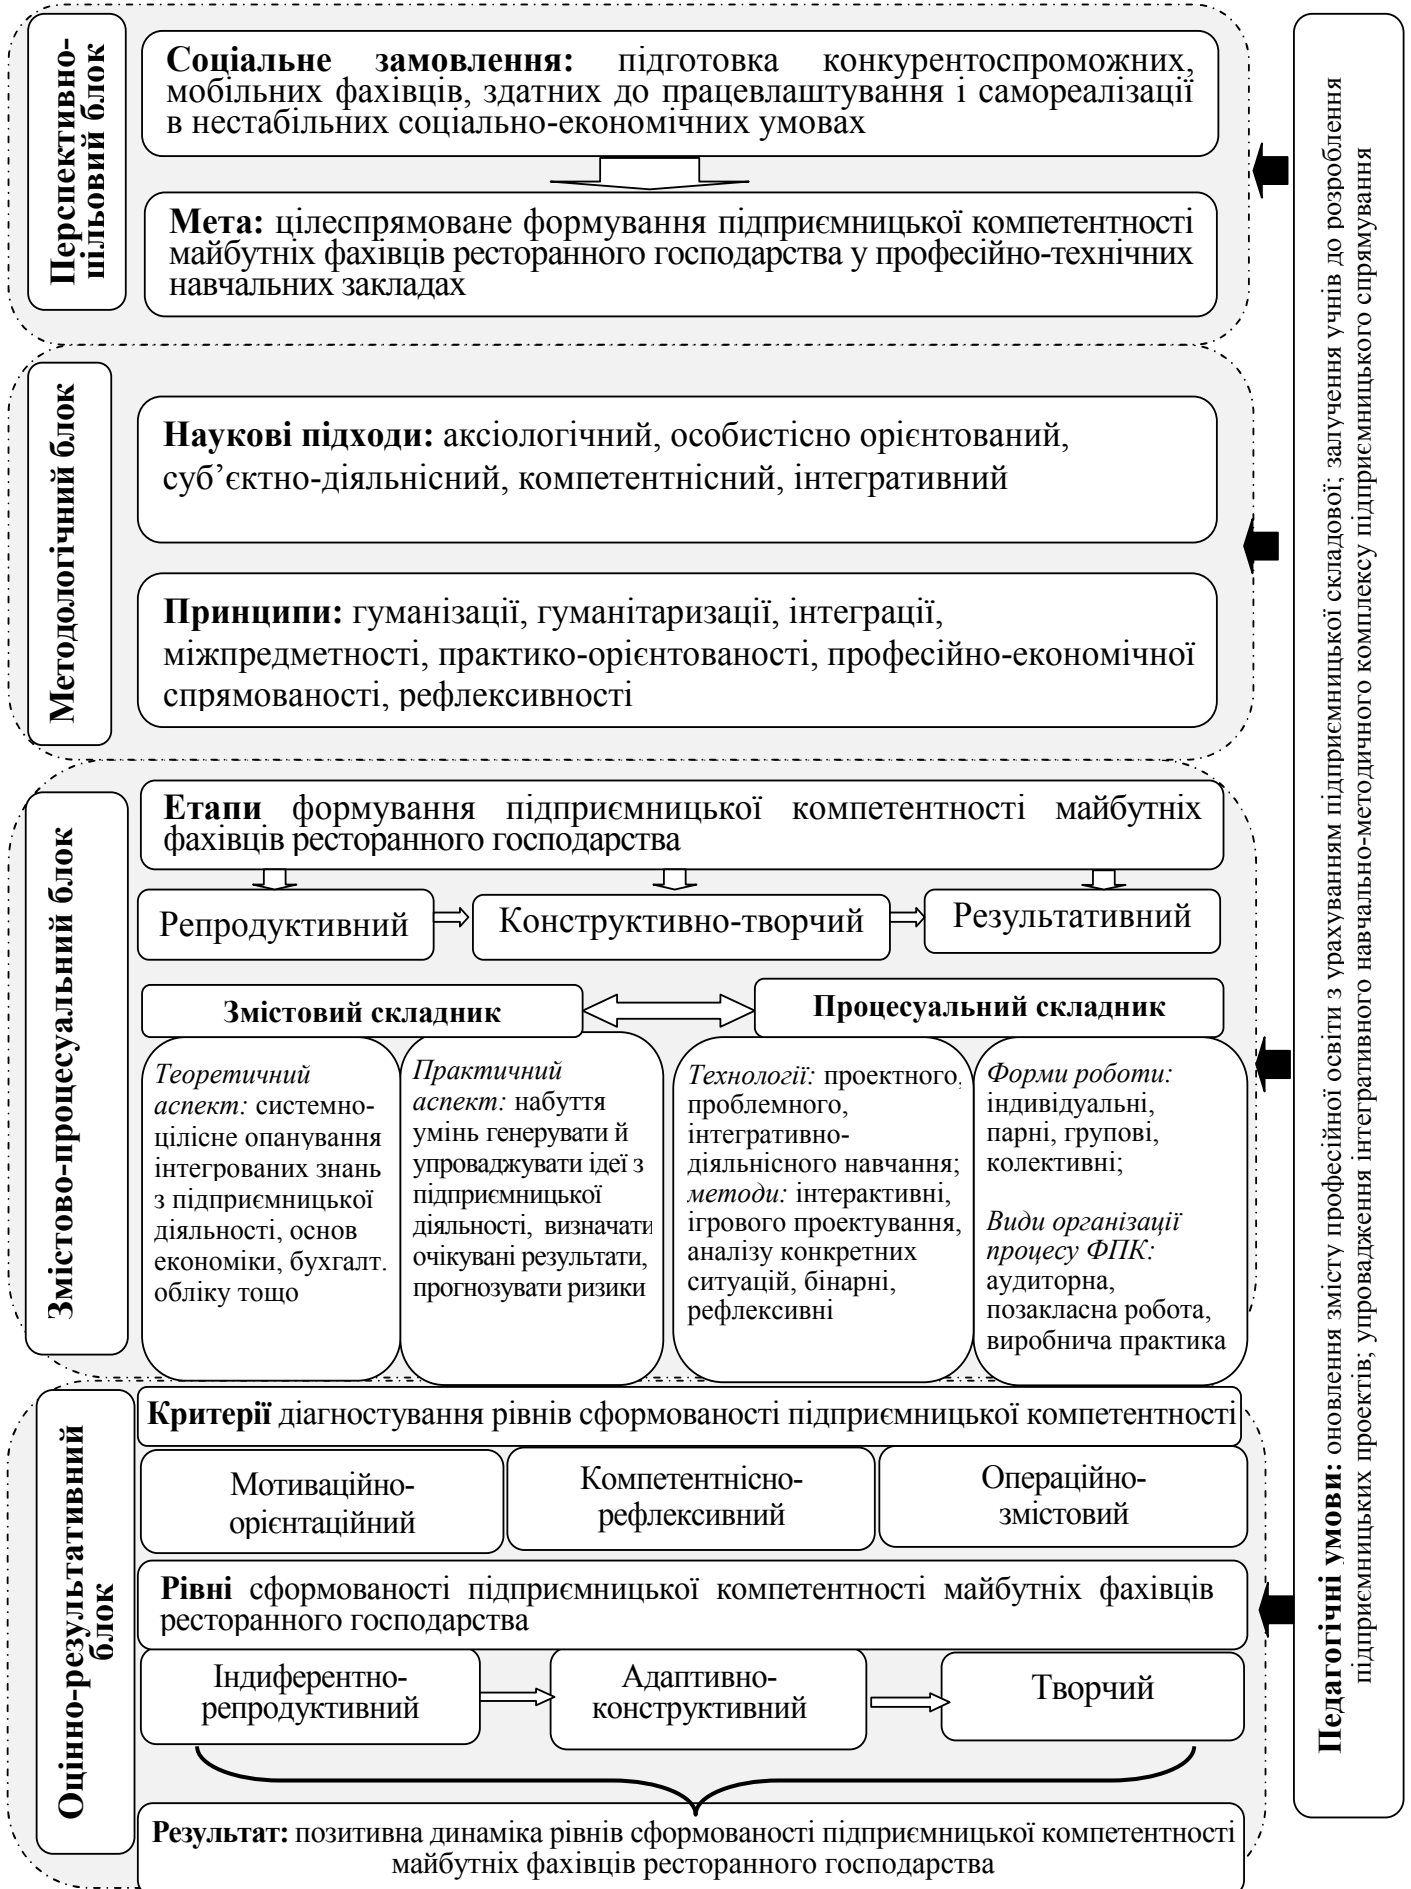 Перспективно-
цільовий блок
Соціальне замовлення: підготовка конкурентоспроможних,
мобільних фахівців, здатних до працевлаштування і самореалізації
в нестабільних соціально-економічних умовах
Мета: цілеспрямоване формування підприємницької компетентності
майбутніх фахівців ресторанного господарства у професійно-технічних
навчальних закладах
Методологічний блок
Наукові підходи: аксіологічний, особистісно орієнтований,
суб’єктно-діяльнісний, компетентнісний, інтегративний
Принципи: гуманізації, гуманітаризації, інтеграції,
міжпредметності, практико-орієнтованості, професійно-економічної
спрямованості, рефлексивності
Змістово-процесуальний блок
Етапи формування підприємницької компетентності майбутніх
фахівців ресторанного господарства
Репродуктивний
Конструктивно-творчий
Результативний
Змістовий складник
Процесуальний складник
Теоретичний
аспект: системно-
цілісне опанування
інтегрованих знань
з підприємницької
діяльності, основ
економіки, бухгалт.
обліку тощо
Практичний
аспект: набуття
умінь генерувати й
упроваджувати ідеї з
підприємницької
діяльності, визначати
очікувані результати,
прогнозувати ризики
Технології: проектного,
проблемного,
інтегративно-
діяльнісного навчання;
методи: інтерактивні,
ігрового проектування,
аналізу конкретних
ситуацій, бінарні,
рефлексивні
Форми роботи:
індивідуальні,
парні, групові,
колективні;
Види організації
процесу ФПК:
аудиторна,
позакласна робота,
виробнича практика
Оцінно-результативний
блок
Критерії діагностування рівнів сформованості підприємницької компетентності
Мотиваційно-
орієнтаційний
Компетентнісно-
рефлексивний
Операційно-
змістовий
Рівні сформованості підприємницької компетентності майбутніх фахівців
ресторанного господарства
Індиферентно-
репродуктивний
Адаптивно-
конструктивний
Творчий
Результат: позитивна динаміка рівнів сформованості підприємницької компетентності
майбутніх фахівців ресторанного господарства
Педагогічні умови: оновлення змісту професійної освіти з урахуванням підприємницької складової; залучення учнів до розроблення
підприємницьких проектів; упровадження інтегративного навчально-методичного комплексу підприємницького спрямування